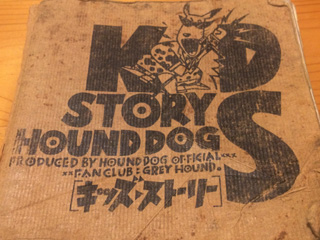 KIDS
STORY
HOUND DOG
PRODUCED BY HOUND DOG OFFICIAL
FAN CLUB: GREY HOUND.
[キッズ・ストーリー]